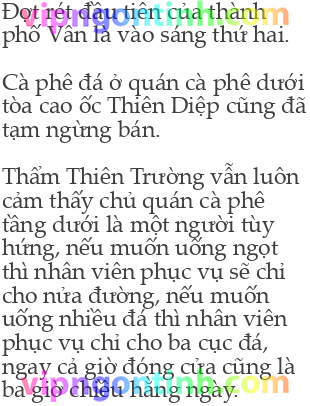 Đợt rét đầu tiên của thành
phố Vân là vào sáng thứ hai.
Cà phê đá ở quán cà phê dưới
tòa cao ốc Thiên Diệp cũng đã
tạm ngừng bán.
Thẩm Thiên Trường vẫn luôn
cảm thấy chủ quán cà phê
tầng dưới là một người tùy
hứng, nếu muốn uống ngọt
thì nhân viên phục vụ sẽ chỉ
cho nửa đường, nếu muốn
uống nhiều đá thì nhân viên
phục vụ chỉ cho ba cục đá,
ngay cả giờ đóng cửa cũng là
ba giờ chiều hằng ngày.
vipngontinh.com
vipngontinh.com